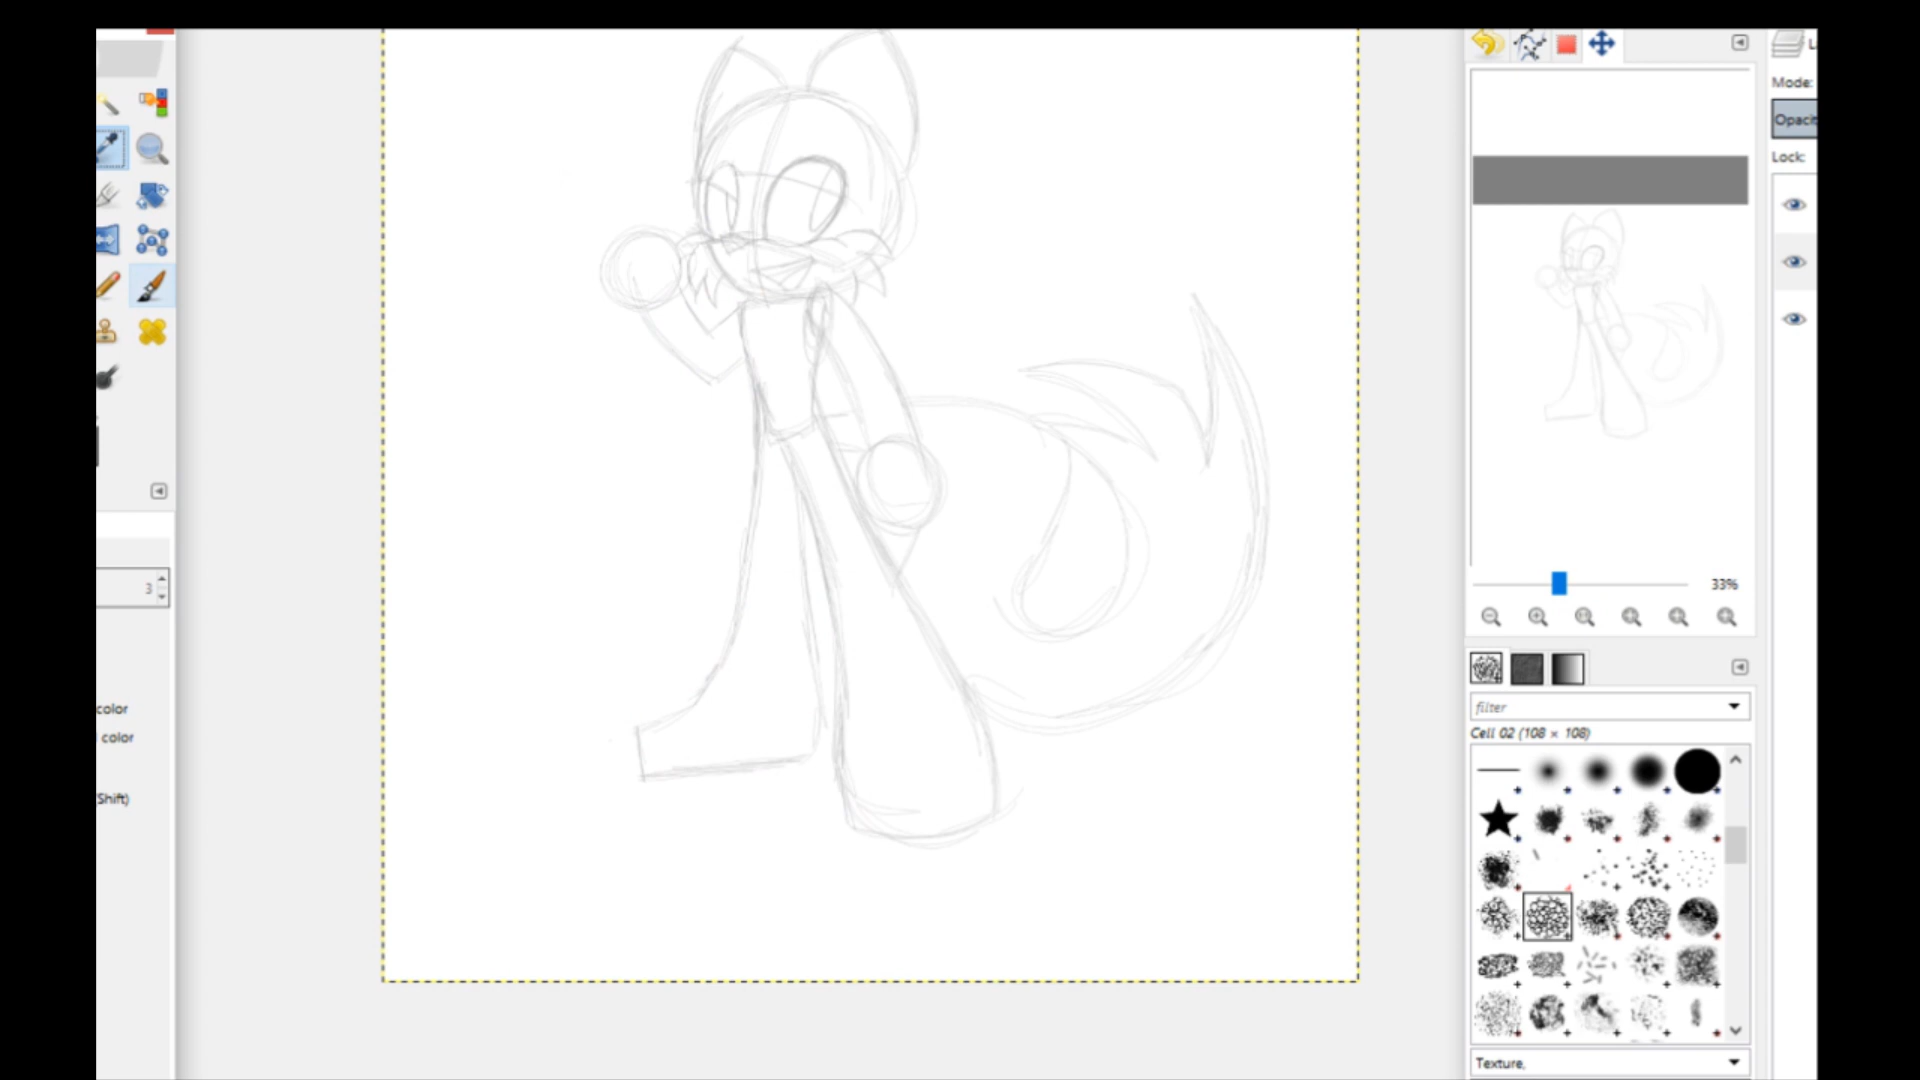 L
Mode:
Opaci
Lock:
3
33%
color
color
Shift)
filter
Cell 02 (108 × 108)
Texture,